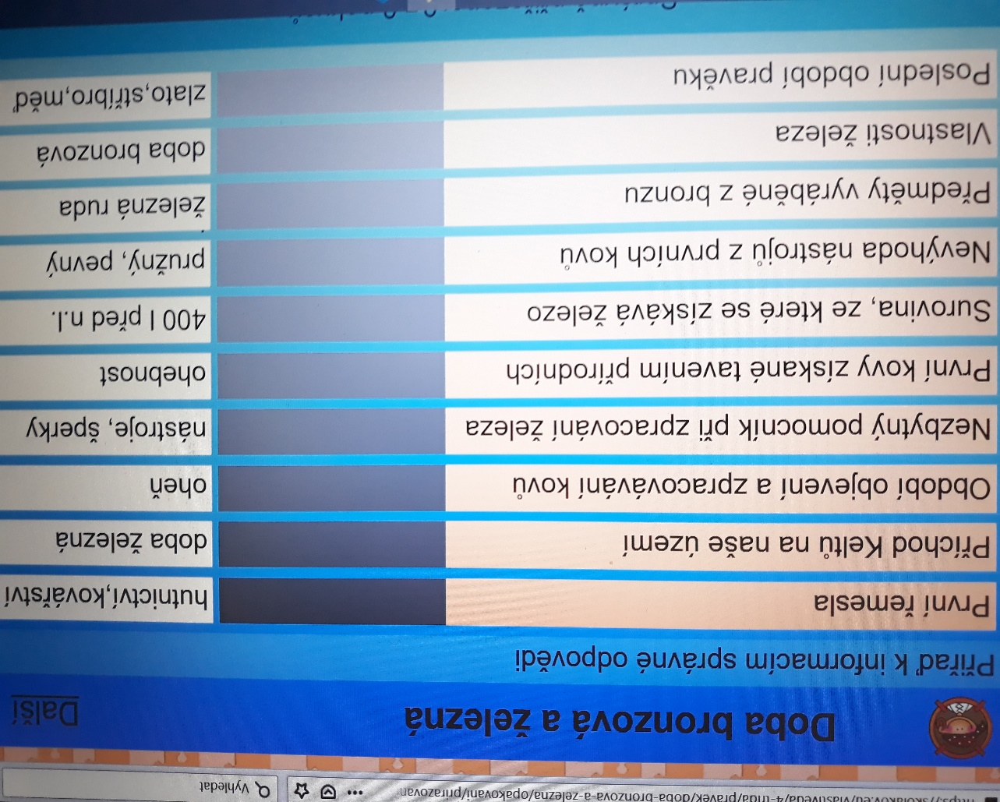 https://skolakov.eu/vlastiveda/4-trida/pravek/doba-bronzova-a-zelezna/opakovani/prirazovan
Vyhledat
Doba bronzová a železná
Další
Přiřaď k informacím správné odpovědi
První řemesla
hutnictví,kovářství
Příchod Keltů na naše území
doba železná
Období objevení a zpracovávání kovů
oheň
Nezbytný pomocník při zpracování železa
nástroje, šperky
První kovy získané tavením přírodních
ohebnost
Surovina, ze které se získává železo
400 l před n.l.
Nevýhoda nástrojů z prvních kovů
pružný, pevný
Předměty vyráběné z bronzu
železná ruda
Vlastnosti železa
doba bronzová
Poslední období pravěku
zlato,stříbro,měď